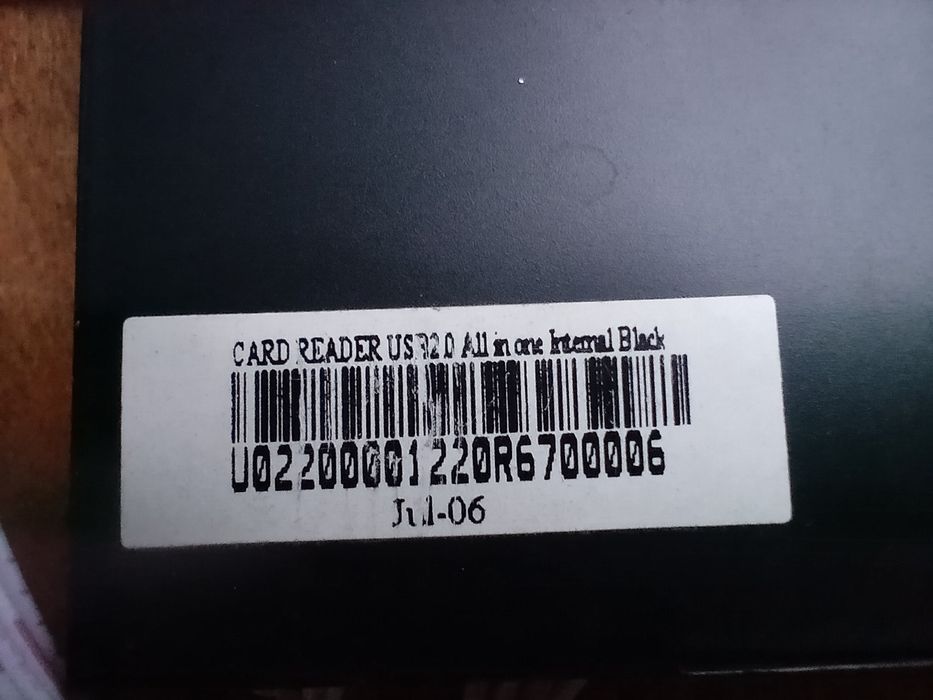 CARD READER USB2.0 All in one Internal Black
U02200001220R6700006
Jul-06